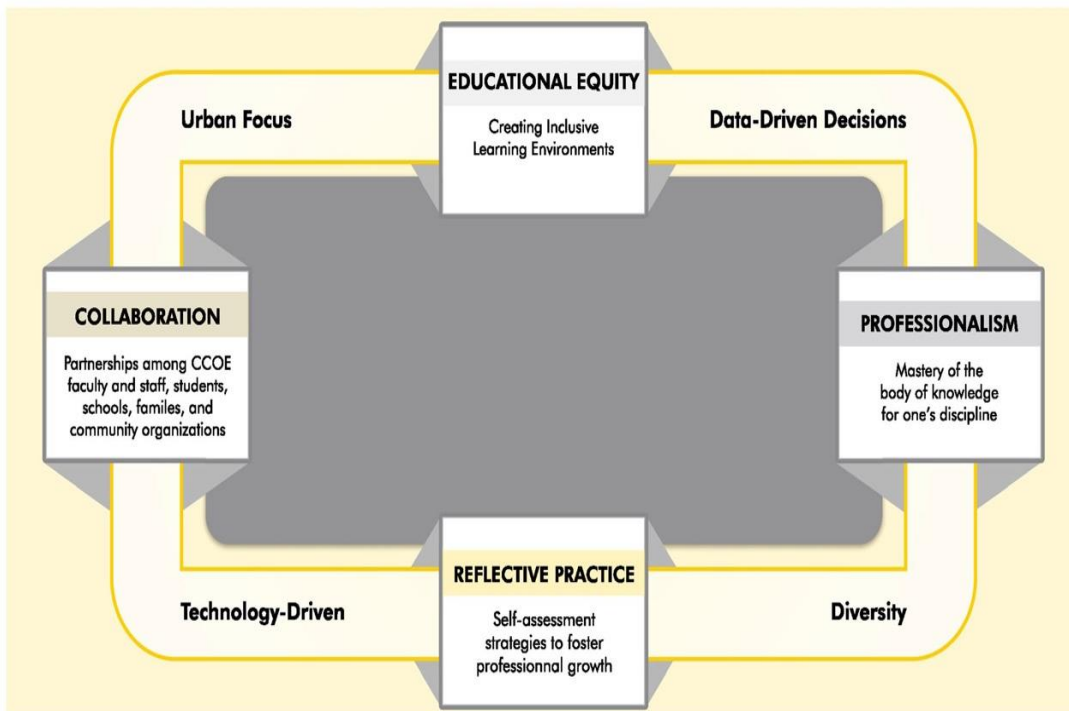 EDUCATIONAL EQUITY
Creating Inclusive
Learning Environments
Urban Focus
Data-Driven Decisions
COLLABORATION
Partnerships among CCOE
faculty and staff, students,
schools, familes, and
community organizations
PROFESSIONALISM
Mastery of the
body of knowledge
for one's discipline
REFLECTIVE PRACTICE
Self-assessment
strategies to foster
professionnal growth
Technology-Driven
Diversity